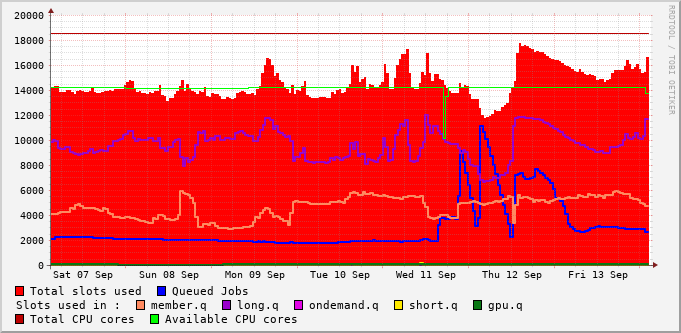 20000
18000
16000
14000
12000
10000
8000
6000
4000
2000
0
Sat 07 Sep Sun 08 Sep Mon 09 Sep Tue 10 Sep Wed 11 Sep Thu 12 Sep Fri 13 Sep
RRDTOOL / TOBI OETIKER
Total slots used Queued Jobs
Slots used in : member.q long.q ondemand.q short.q gpu.q
Total CPU cores Available CPU cores